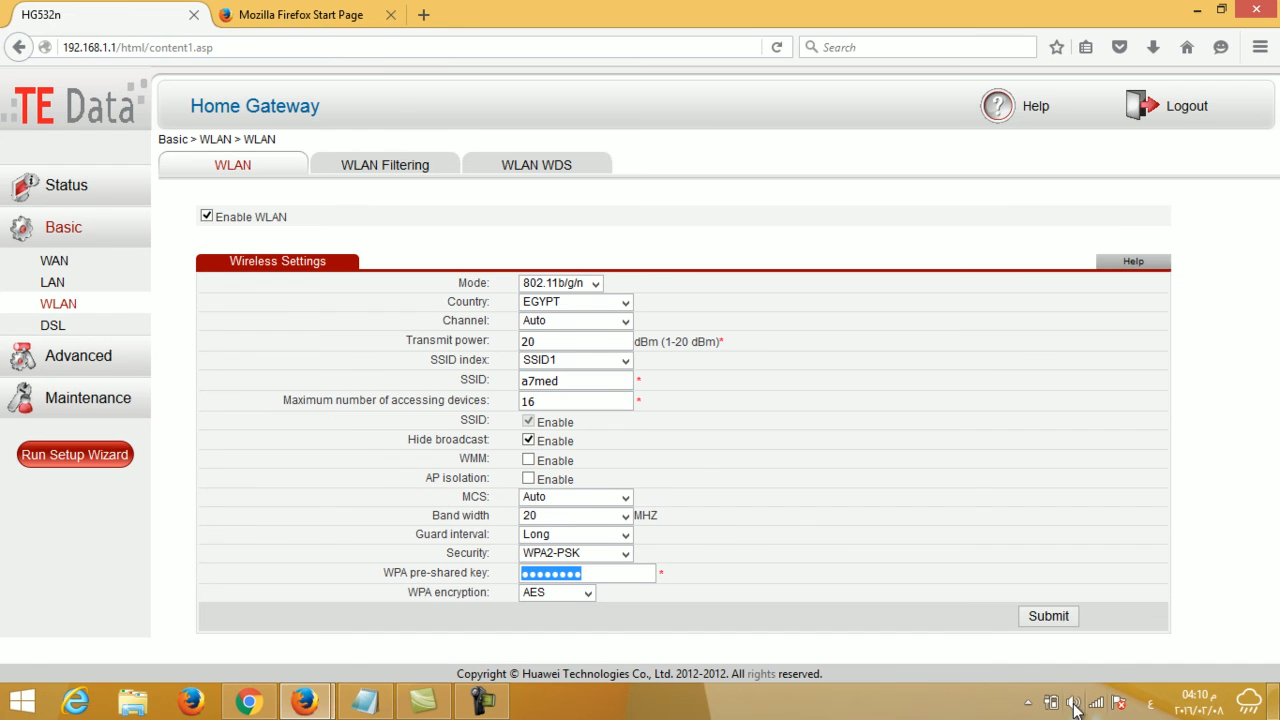 HG532n
Mozilla Firefox Start Page
192.168.1.1/html/content1.asp
Search
TE Data
Home Gateway
Help
Logout
Basic > WLAN > WLAN
WLAN
WLAN Filtering
WLAN WDS
Status
Basic
WAN
LAN
WLAN
DSL
Advanced
Maintenance
Run Setup Wizard
Enable WLAN
Wireless Settings
Help
Mode: 802.11b/g/n
Country: EGYPT
Channel: Auto
Transmit power: 20 dBm (1-20 dBm)*
SSID index: SSID1
SSID: a7med *
Maximum number of accessing devices: 16 *
SSID: Enable
Hide broadcast: Enable
WMM: Enable
AP isolation: Enable
MCS: Auto
Band width 20 MHZ
Guard interval: Long
Security: WPA2-PSK
WPA pre-shared key: ●●●●●●●● *
WPA encryption: AES
Submit
Copyright © Huawei Technologies Co., Ltd. 2012-2012. All rights reserved.
ع
04:10 م
٢٠١٦/٠٢/٠٨